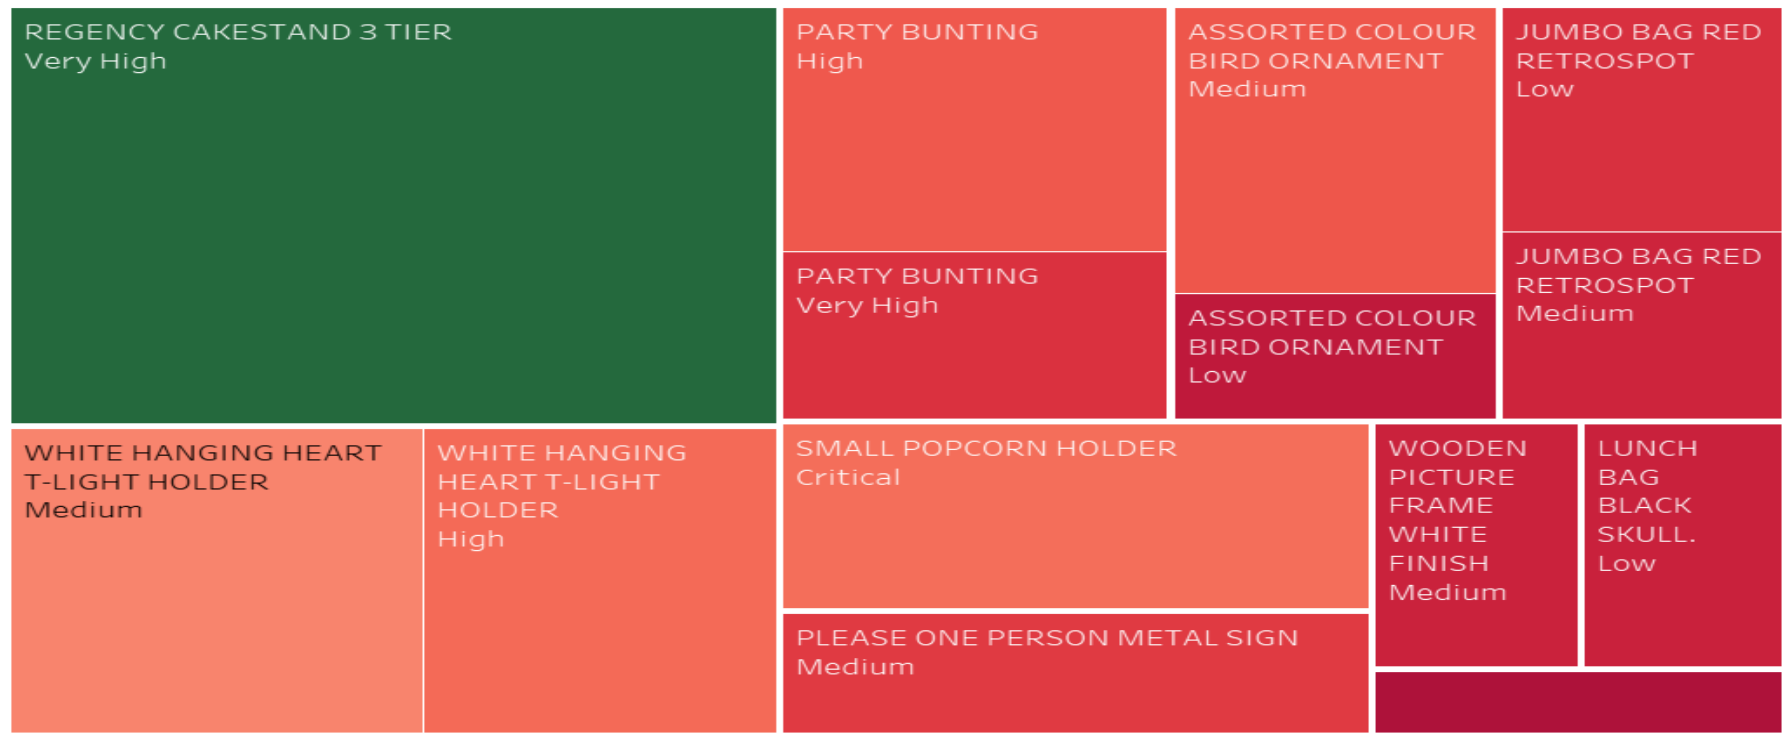 REGENCY CAKESTAND 3 TIER
Very High
PARTY BUNTING
High
ASSORTED COLOUR
BIRD ORNAMENT
Medium
JUMBO BAG RED
RETROSPOT
Low
PARTY BUNTING
Very High
ASSORTED COLOUR
BIRD ORNAMENT
Low
JUMBO BAG RED
RETROSPOT
Medium
WHITE HANGING HEART
T-LIGHT HOLDER
Medium
WHITE HANGING
HEART T-LIGHT
HOLDER
High
SMALL POPCORN HOLDER
Critical
PLEASE ONE PERSON METAL SIGN
Medium
WOODEN
PICTURE
FRAME
WHITE
FINISH
Medium
LUNCH
BAG
BLACK
SKULL.
Low